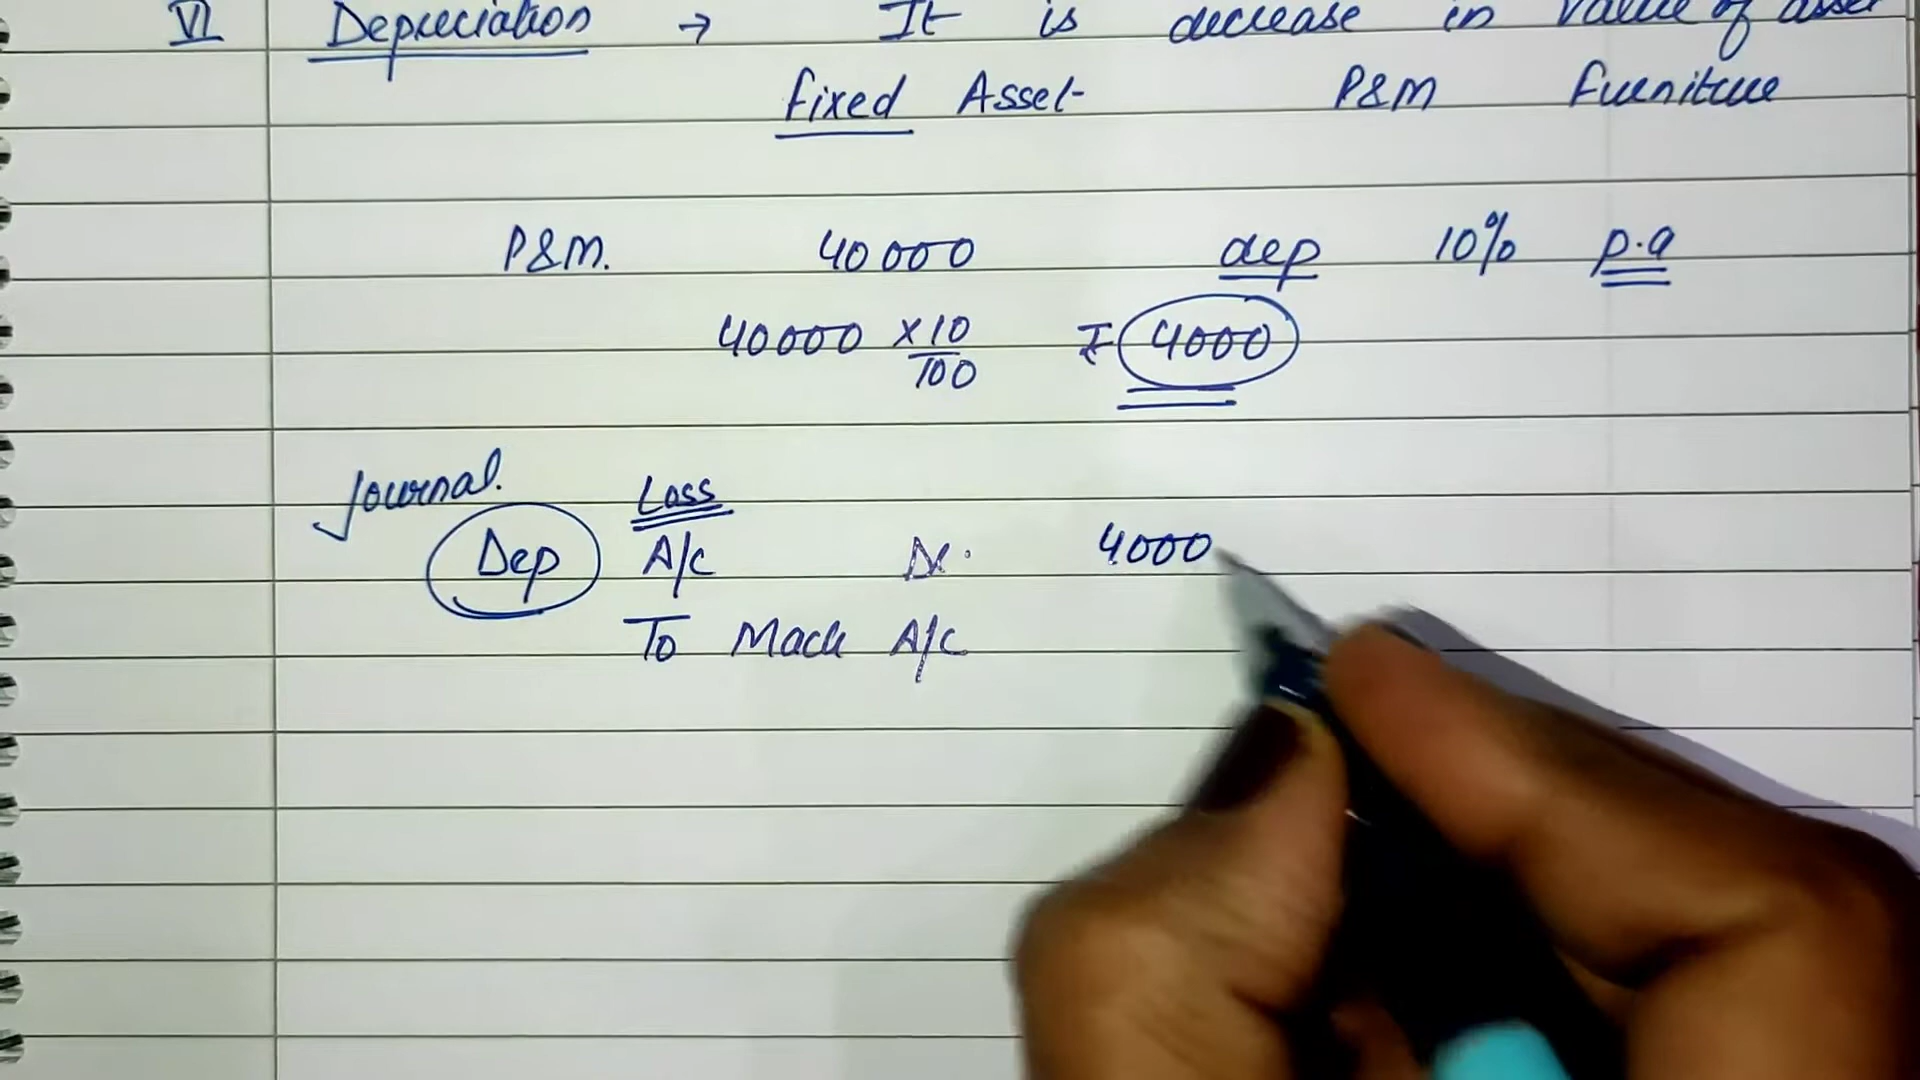 VI Depreciation → It is decrease in value of asset
Fixed Asset P&M Furniture
P&M. 40000 dep 10% p.a
40000 × 10/100 = 4000
Journal.
Loss
Dep A/c Dr. 4000
To Mach A/c